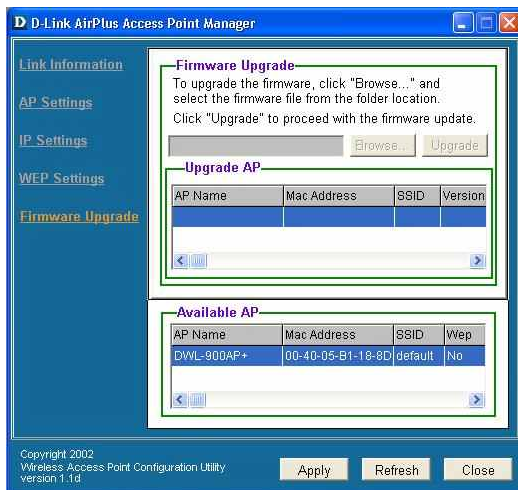 D D-Link AirPlus Access Point Manager
Link Information
AP Settings
IP Settings
WEP Settings
Firmware Upgrade
Firmware Upgrade
To upgrade the firmware, click "Browse..." and
select the firmware file from the folder location.
Click "Upgrade" to proceed with the firmware update.
Browse... Upgrade
Upgrade AP
AP Name Mac Address SSID Version
Available AP
AP Name Mac Address SSID Wep
DWL-900AP+ 00-40-05-B1-18-8D default No
Copyright 2002
Wireless Access Point Configuration Utility
version 1.1d
Apply Refresh Close